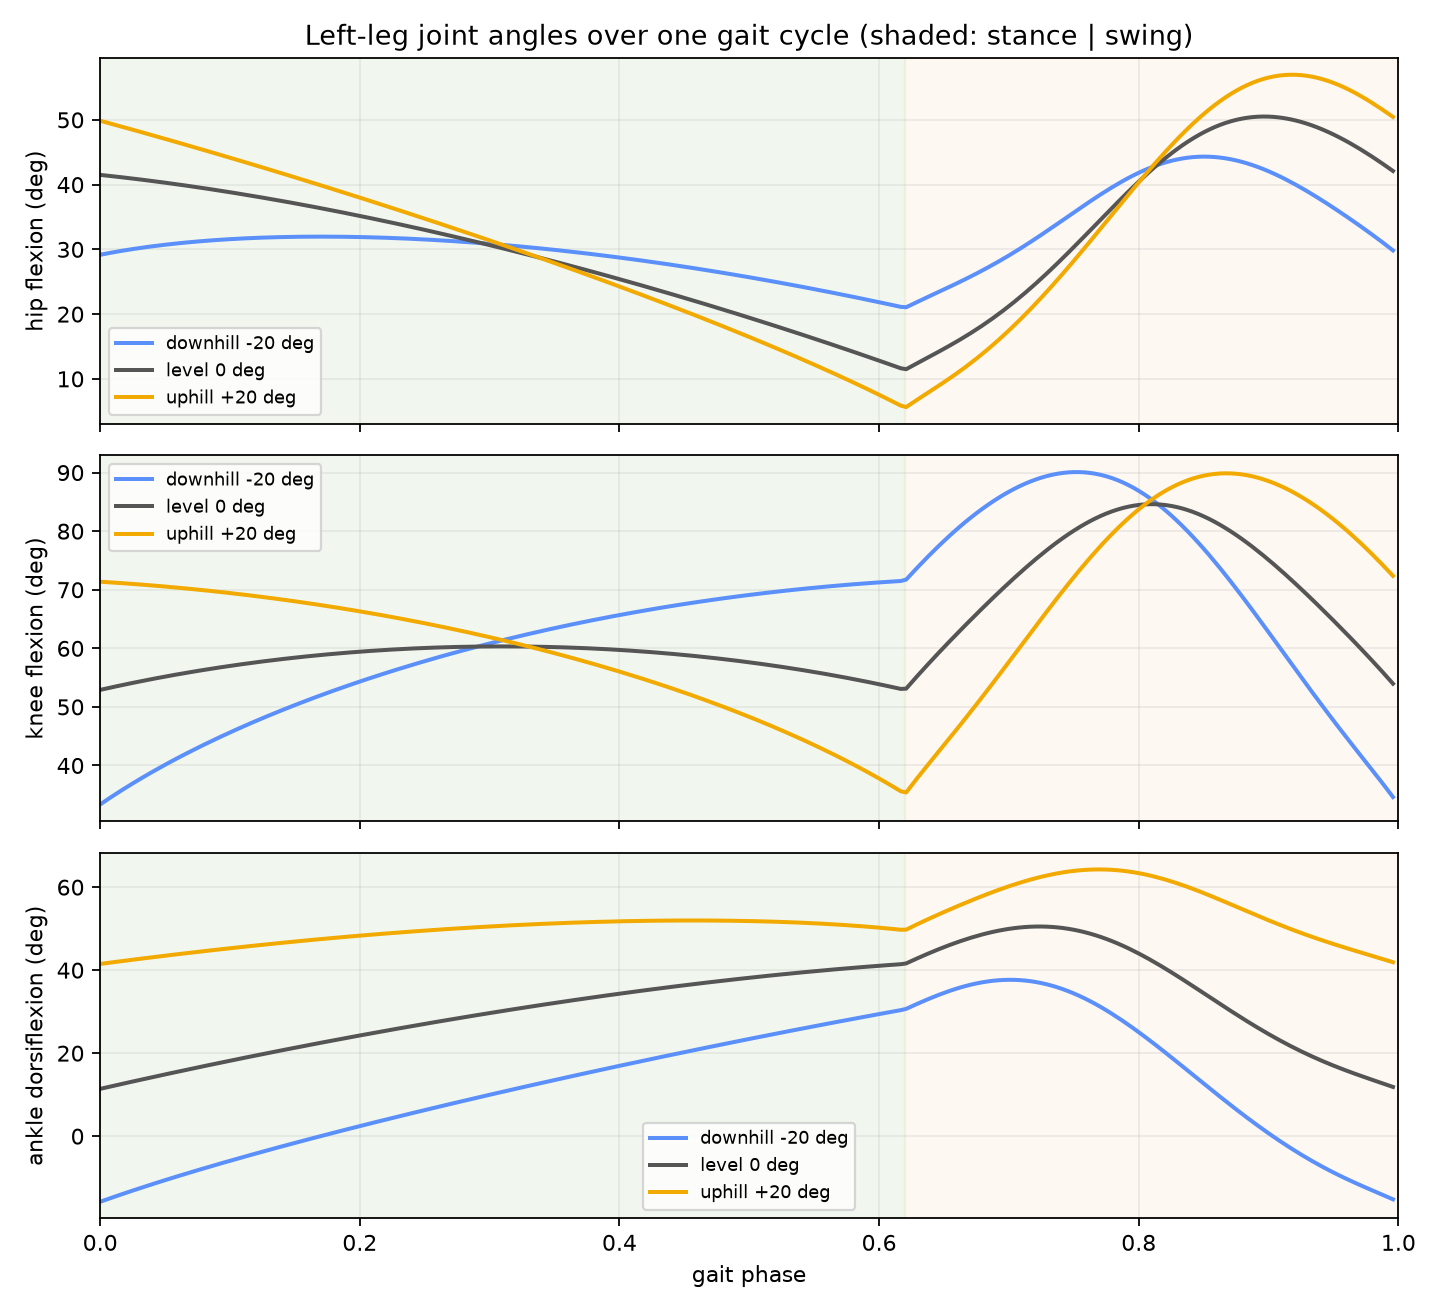 Left-leg joint angles over one gait cycle (shaded: stance | swing)
hip flexion (deg)
50
40
30
20
10
downhill -20 deg
level 0 deg
uphill +20 deg
knee flexion (deg)
90
80
70
60
50
40
downhill -20 deg
level 0 deg
uphill +20 deg
ankle dorsiflexion (deg)
60
40
20
0
downhill -20 deg
level 0 deg
uphill +20 deg
0.0 0.2 0.4 0.6 0.8 1.0
gait phase